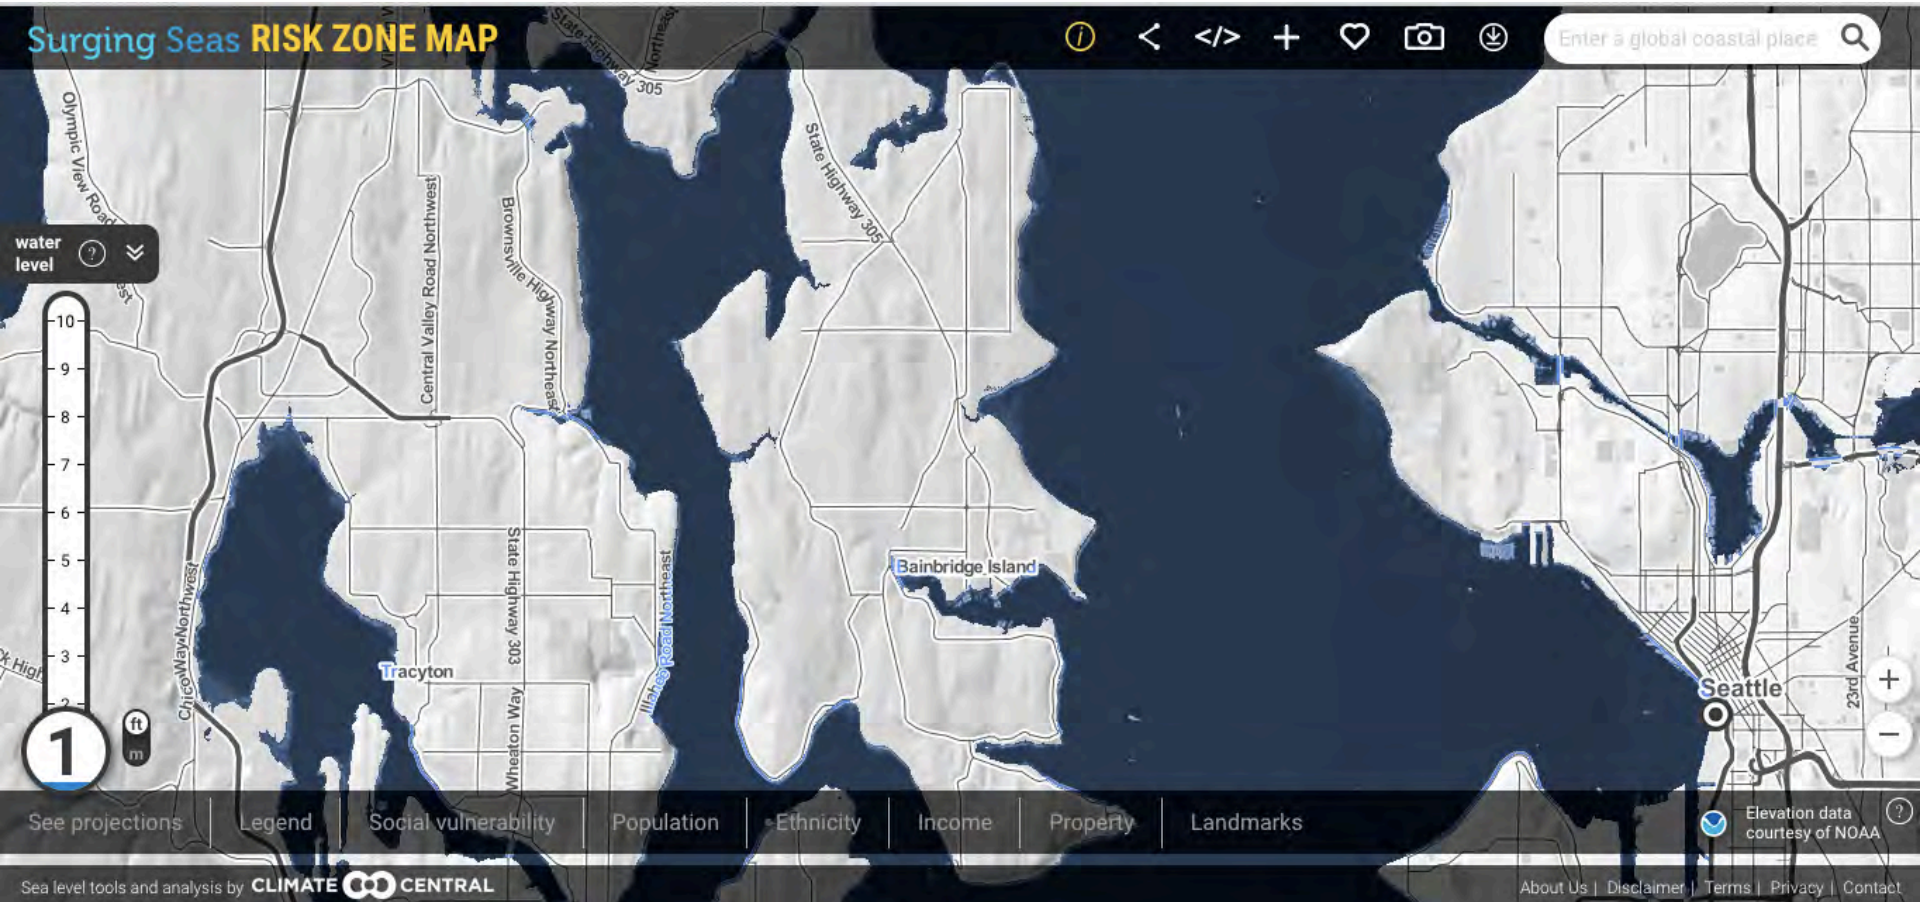 Surging Seas RISK ZONE MAP
</>
Enter a global coastal place
State Highway 305
Northeast
Olympic View Road
est
State Highway 305
Central Valley Road Northwest
Brownsville Highway Northeast
water
level
?
10
9
8
7
6
5
4
3
2
1
ft
m
Chico Way Northwest
State Highway 303
Illahee Road Northeast
Bainbridge Island
Tracyton
Wheaton Way
Seattle
23rd Avenue
+
−
See projections
Legend
Social vulnerability
Population
Ethnicity
Income
Property
Landmarks
Elevation data
courtesy of NOAA
?
Sea level tools and analysis by CLIMATE CENTRAL
About Us | Disclaimer | Terms | Privacy | Contact